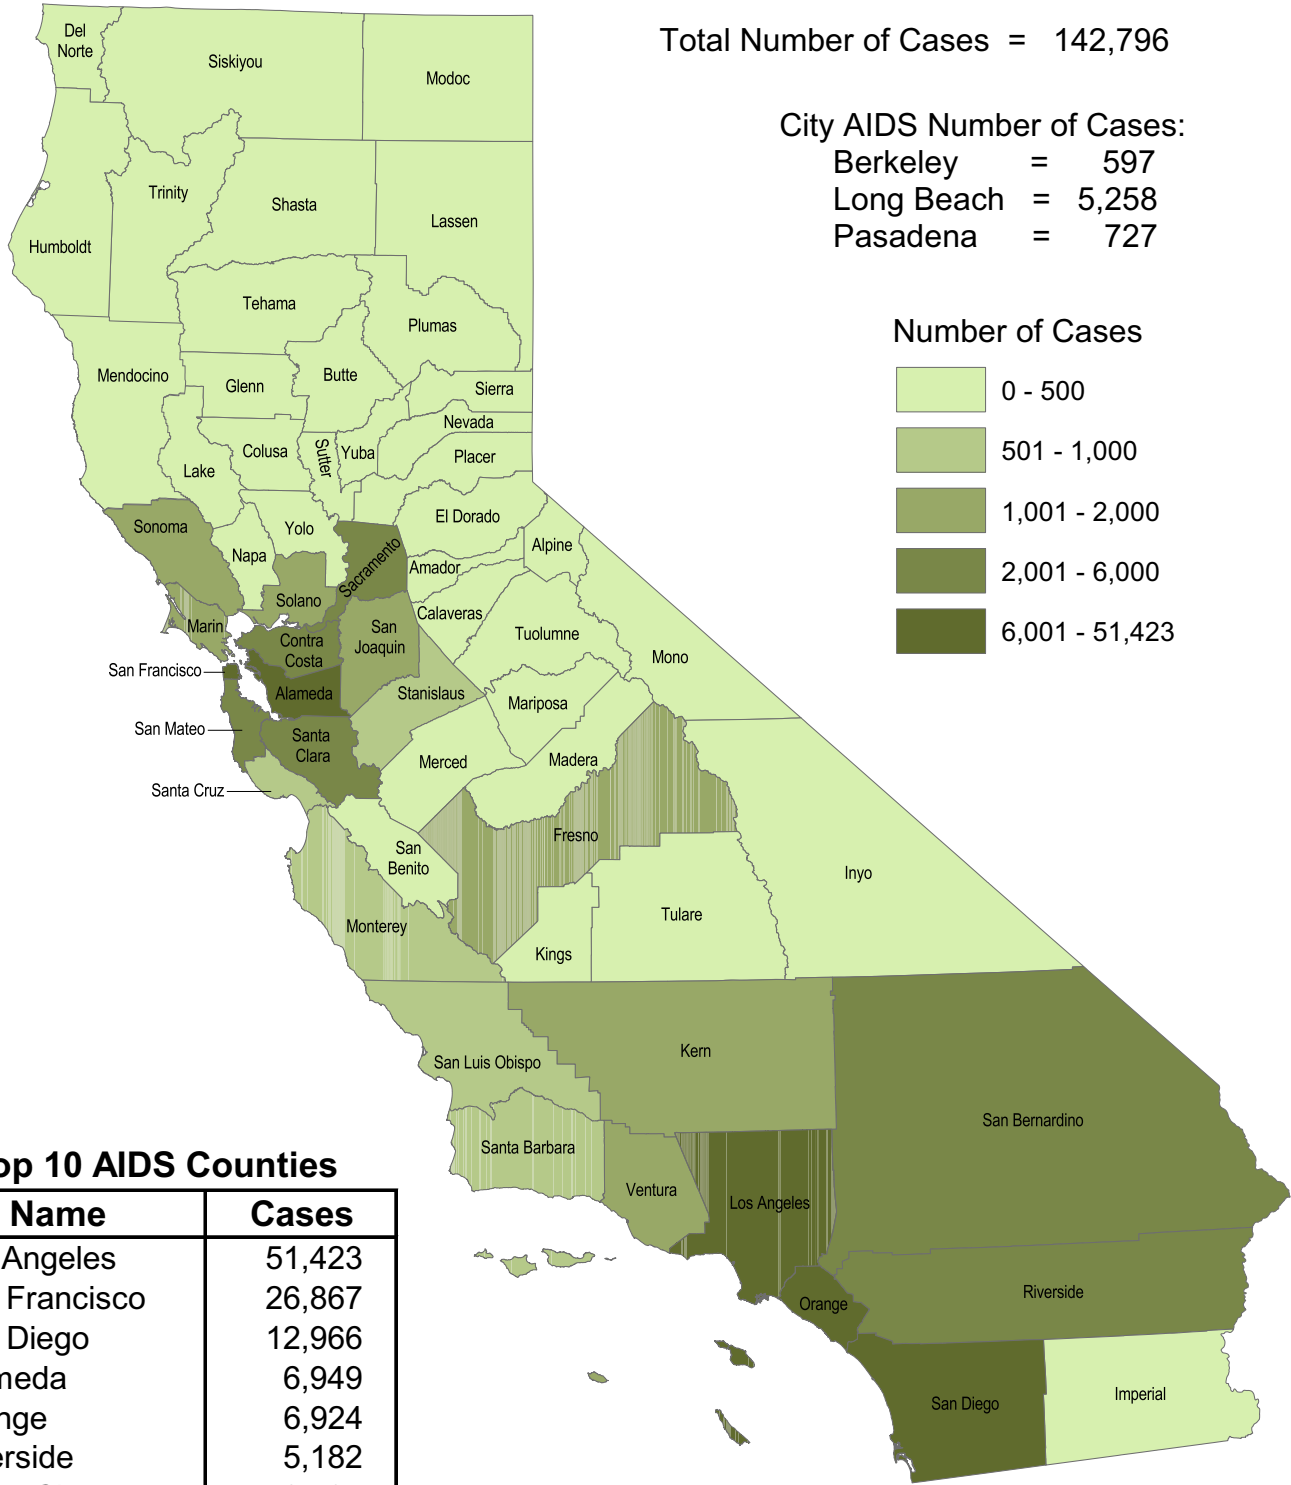 Total Number of Cases = 142,796
City AIDS Number of Cases:
Berkeley = 597
Long Beach = 5,258
Pasadena = 727
Number of Cases
0 - 500
501 - 1,000
1,001 - 2,000
2,001 - 6,000
6,001 - 51,423
Del
Norte
Siskiyou
Modoc
Humboldt
Trinity
Shasta
Lassen
Tehama
Plumas
Mendocino
Glenn
Butte
Sierra
Nevada
Lake
Colusa
Sutter
Yuba
Placer
Sonoma
Napa
Yolo
El Dorado
Alpine
Sacramento
Amador
Solano
Marin
Calaveras
Contra
Costa
San
Joaquin
Tuolumne
Mono
San Francisco
Alameda
Stanislaus
Mariposa
San Mateo
Santa
Clara
Merced
Madera
Santa Cruz
Fresno
San
Benito
Inyo
Monterey
Tulare
Kings
San Luis Obispo
Kern
San Bernardino
Santa Barbara
Ventura
Los Angeles
Orange
Riverside
San Diego
Imperial
op 10 AIDS Counties
Name Cases
Angeles 51,423
Francisco 26,867
Diego 12,966
meda 6,949
nge 6,924
erside 5,182